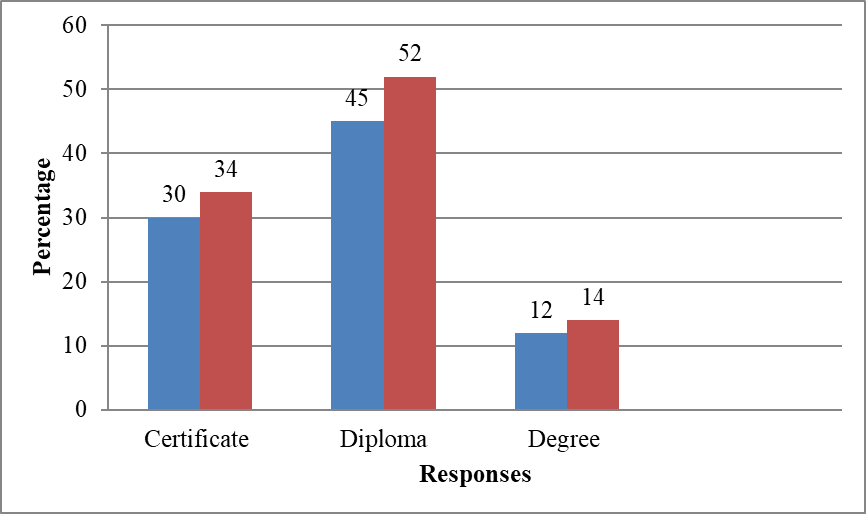 60
50
40
30
20
10
0
Percentage
30
34
45
52
12
14
Certificate
Diploma
Degree
Responses